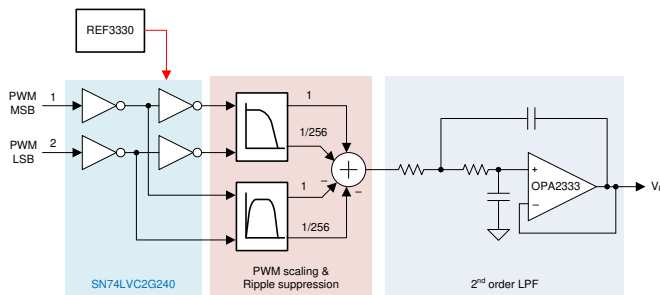 REF3330
PWM
MSB
1
PWM
LSB
2
1
1/256
1
1/256
+
−
−
+
−
OPA2333
SN74LVC2G240
PWM scaling &
Ripple suppression
2nd order LPF